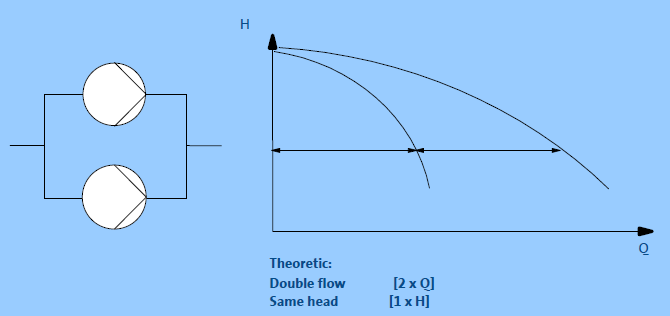 H
Q
Theoretic:
Double flow [2 x Q]
Same head [1 x H]